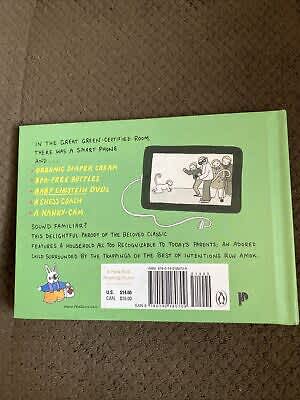 IN THE GREAT GREEN-CERTIFIED ROOM,
THERE WAS A SMART PHONE
AND...
- ORGANIC DIAPER CREAM
- BPA-FREE BOTTLES
- BABY EINSTEIN DVDS
- A CHESS COACH
- A NANNY-CAM
SOUND FAMILIAR?
THIS DELIGHTFUL PARODY OF THE BELOVED CLASSIC
FEATURES A HOUSEHOLD ALL TOO RECOGNIZABLE TO TODAY'S PARENTS: AN ADORED
CHILD SURROUNDED BY THE TRAPPINGS OF THE BEST OF INTENTIONS RUN AMOK.
U.S. $15.00
CAN.